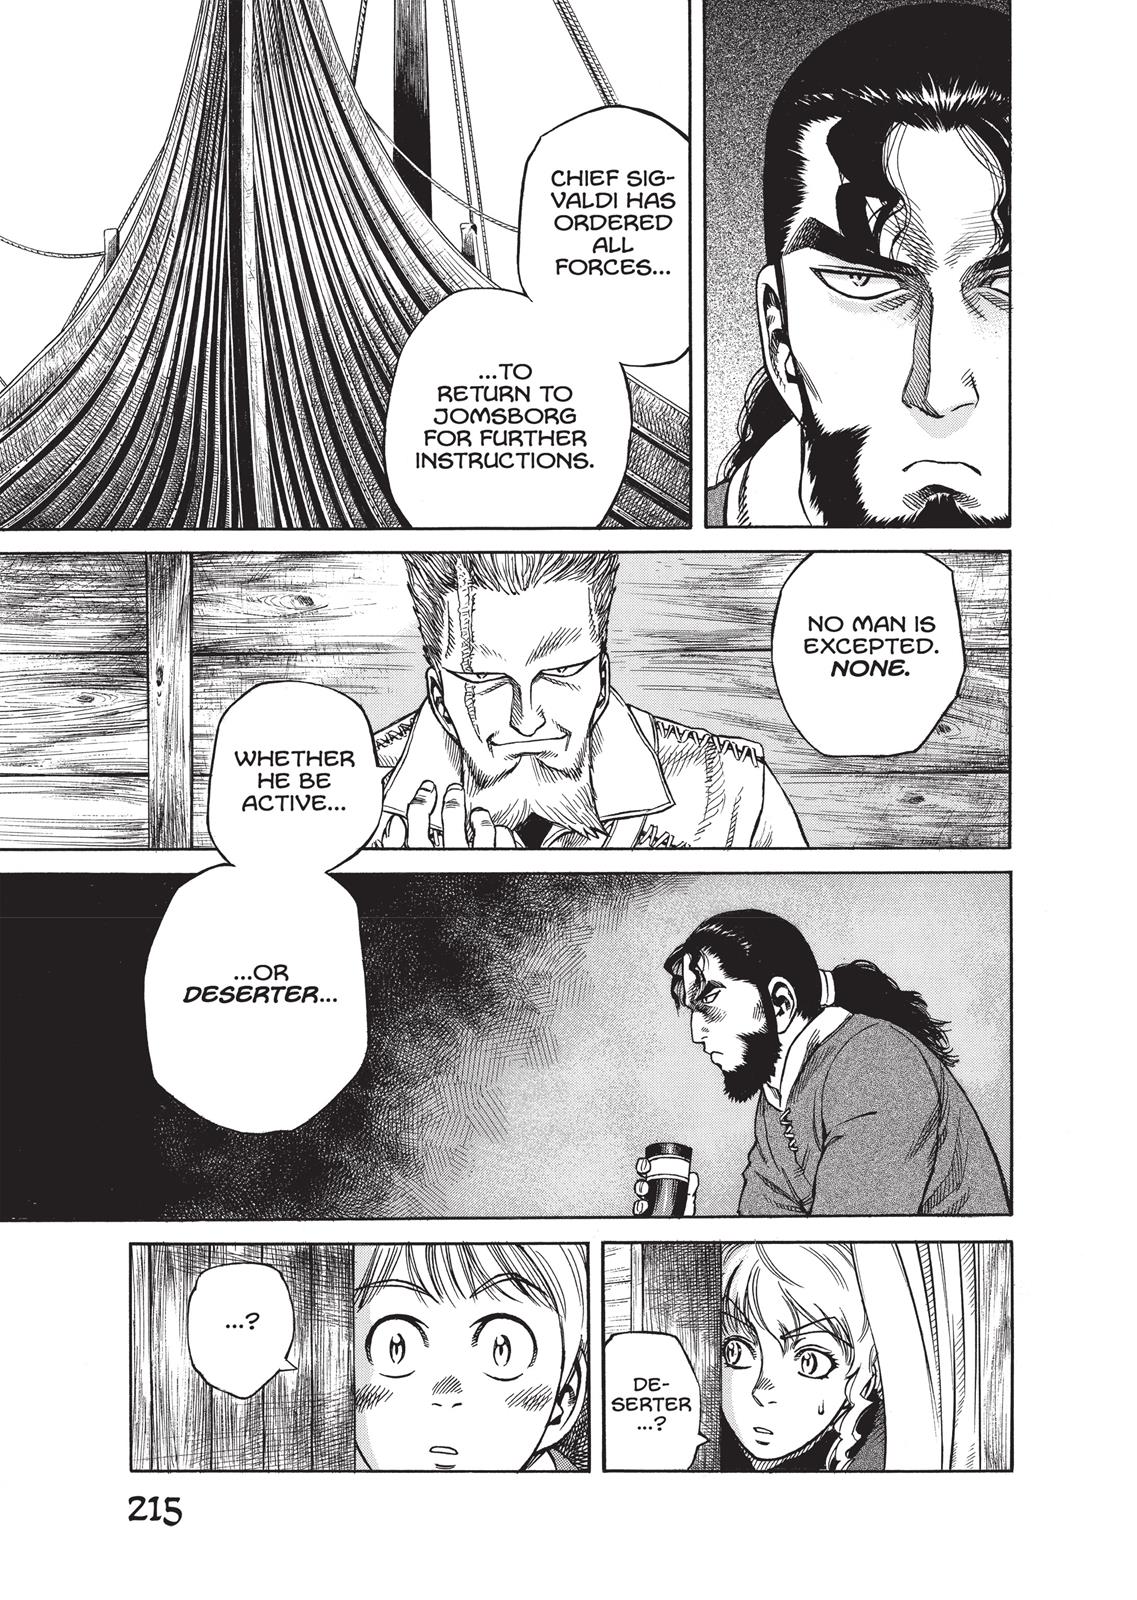 CHIEF SIG-
VALDI HAS
ORDERED
ALL
FORCES...
...TO
RETURN TO
JOMSBORG
FOR FURTHER
INSTRUCTIONS.
NO MAN IS
EXCEPTED.
NONE.
WHETHER
HE BE
ACTIVE...
...OR
DESERTER...
DE-
SERTER
...?
...?
215